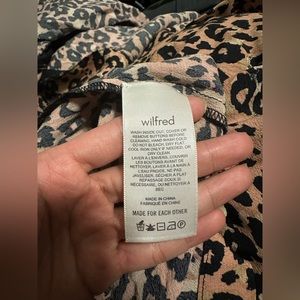 wilfred
WASH INSIDE OUT. COVER OR
REMOVE BUTTONS BEFORE
CLEANING. HAND WASH COLD
DO NOT BLEACH. DRY FLAT.
COOL IRON ONLY IF NEEDED, OR
DRY CLEAN.
LAVER À L'ENVERS. COUVRIR
LES BOUTONS AVANT DE
LAVER. LAVER À LA MAIN À
L'EAU FROIDE. NE PAS
JAVELISER. SÉCHER À PLAT.
REPASSAGE DOUX SI
NÉCESSAIRE, OU NETTOYER À
SEC.
MADE IN CHINA
FABRIQUÉ EN CHINE
MADE FOR EACH OTHER